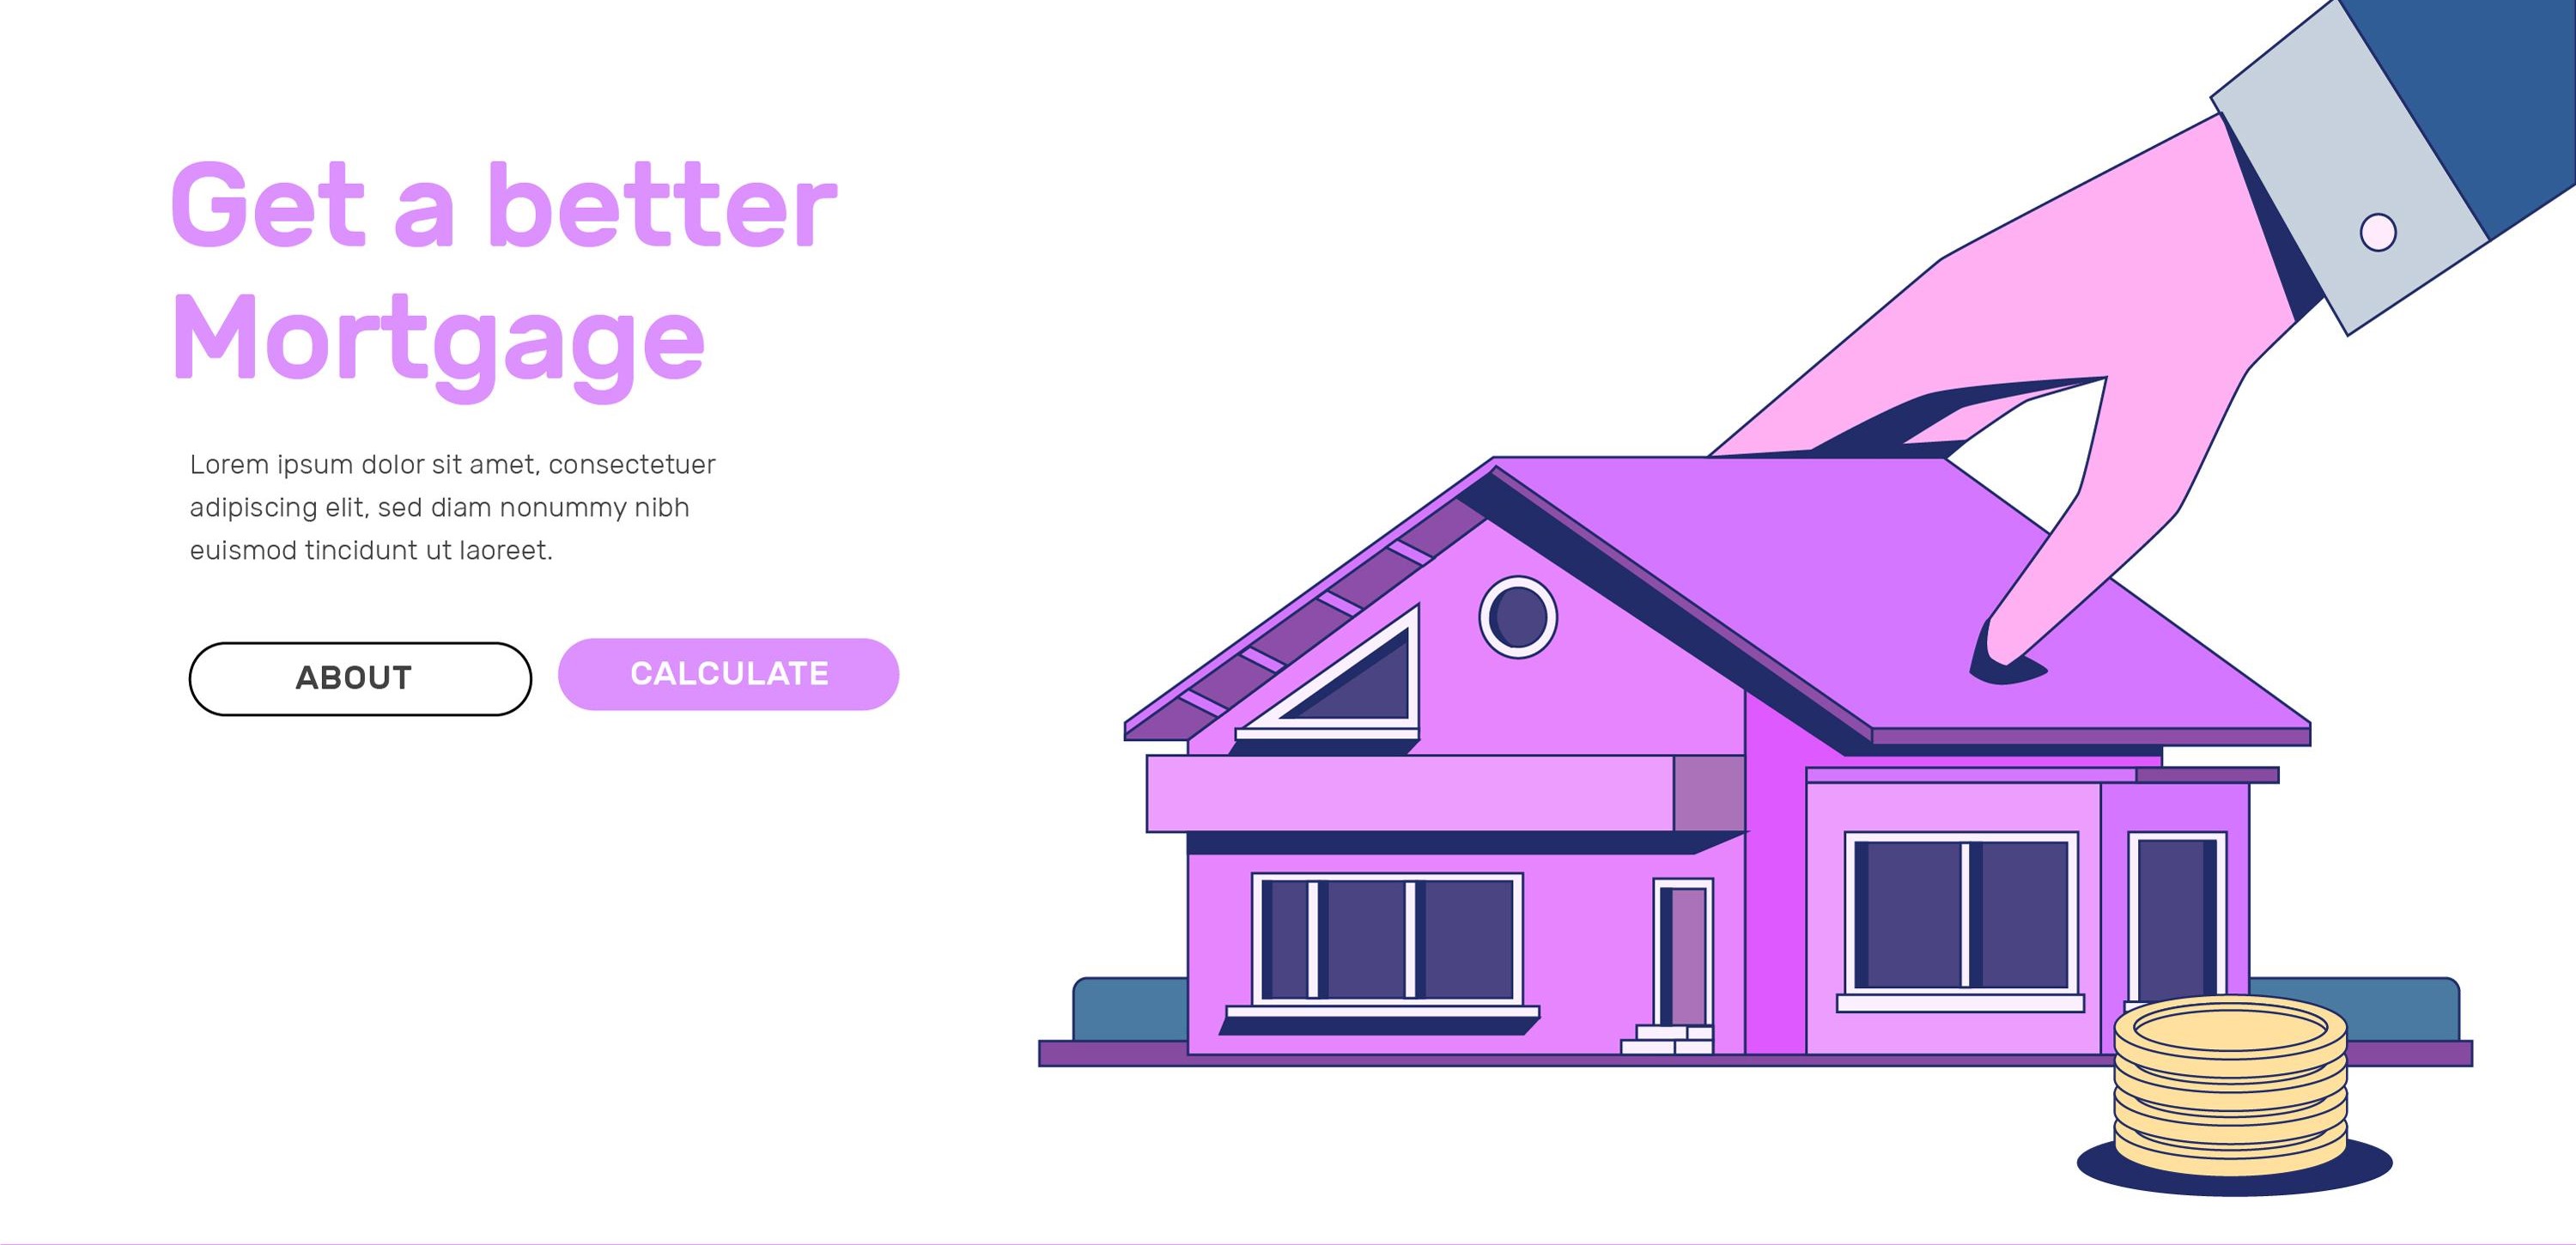 Get a better
Mortgage
Lorem ipsum dolor sit amet, consectetuer
adipiscing elit, sed diam nonummy nibh
euismod tincidunt ut laoreet.
ABOUT
CALCULATE